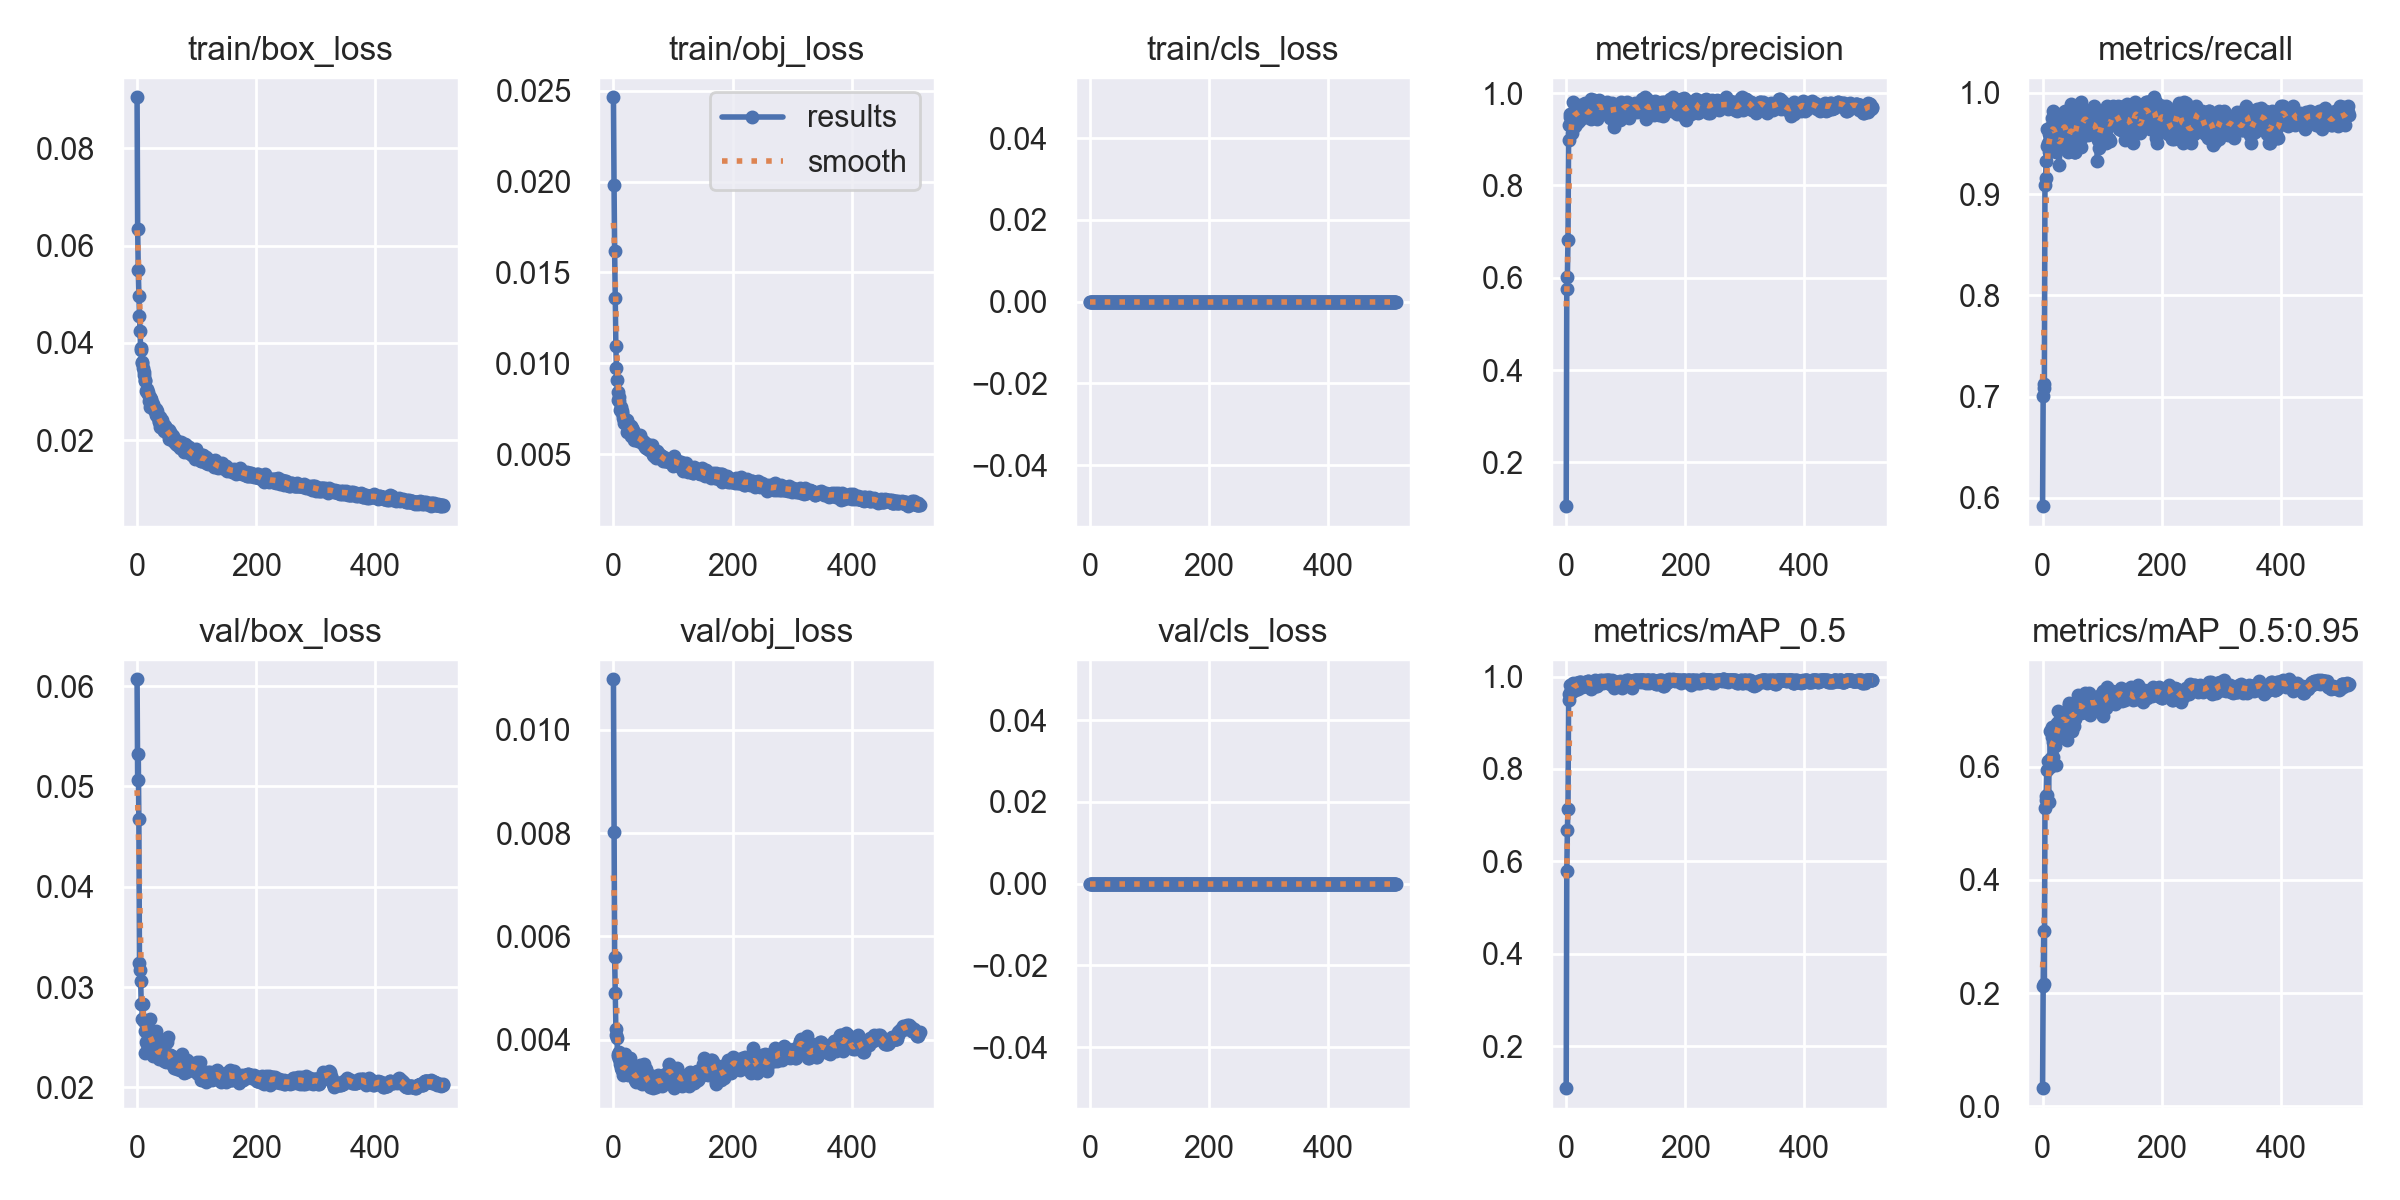 train/box_loss
0.08
0.06
0.04
0.02
0 200 400
train/obj_loss
results
smooth
0.025
0.020
0.015
0.010
0.005
0 200 400
train/cls_loss
0.04
0.02
0.00
−0.02
−0.04
0 200 400
metrics/precision
1.0
0.8
0.6
0.4
0.2
0 200 400
metrics/recall
1.0
0.9
0.8
0.7
0.6
0 200 400
val/box_loss
0.06
0.05
0.04
0.03
0.02
0 200 400
val/obj_loss
0.010
0.008
0.006
0.004
0 200 400
val/cls_loss
0.04
0.02
0.00
−0.02
−0.04
0 200 400
metrics/mAP_0.5
1.0
0.8
0.6
0.4
0.2
0 200 400
metrics/mAP_0.5:0.95
0.6
0.4
0.2
0.0
0 200 400